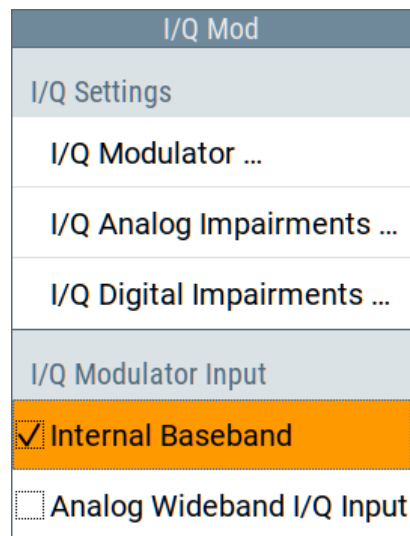 I/Q Mod
I/Q Settings
I/Q Modulator ...
I/Q Analog Impairments ...
I/Q Digital Impairments ...
I/Q Modulator Input
Internal Baseband
Analog Wideband I/Q Input